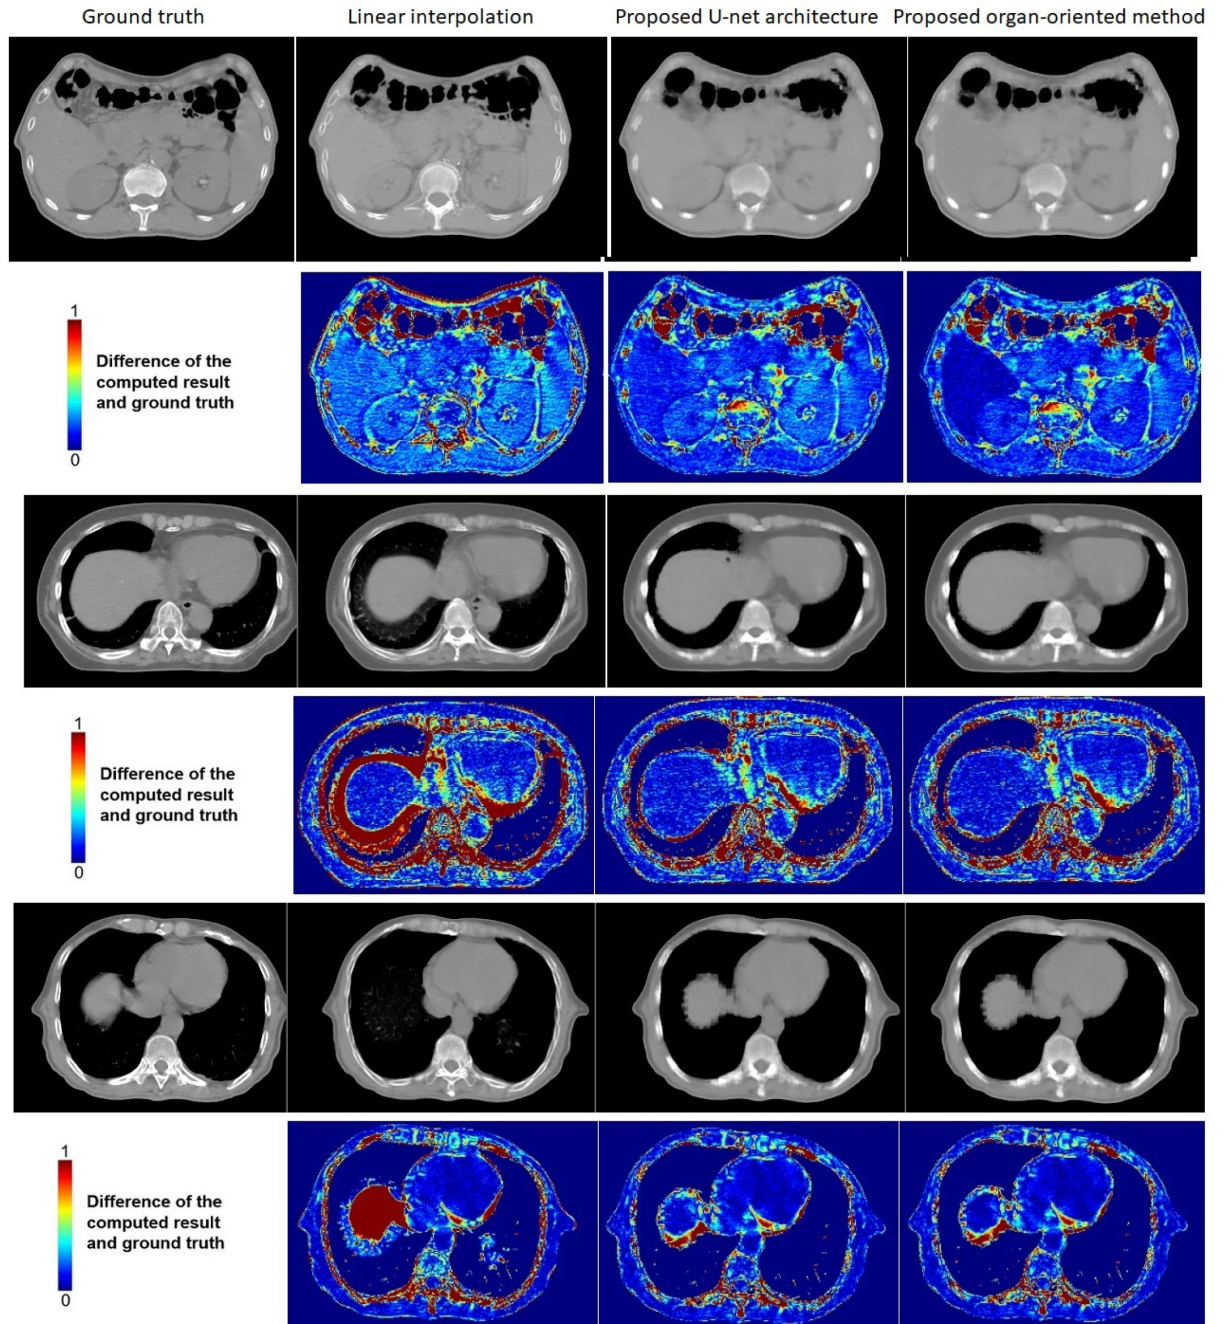 Ground truth
Linear interpolation
Proposed U-net architecture
Proposed organ-oriented method
1
Difference of the
computed result
and ground truth
0
1
Difference of the
computed result
and ground truth
0
1
Difference of the
computed result
and ground truth
0